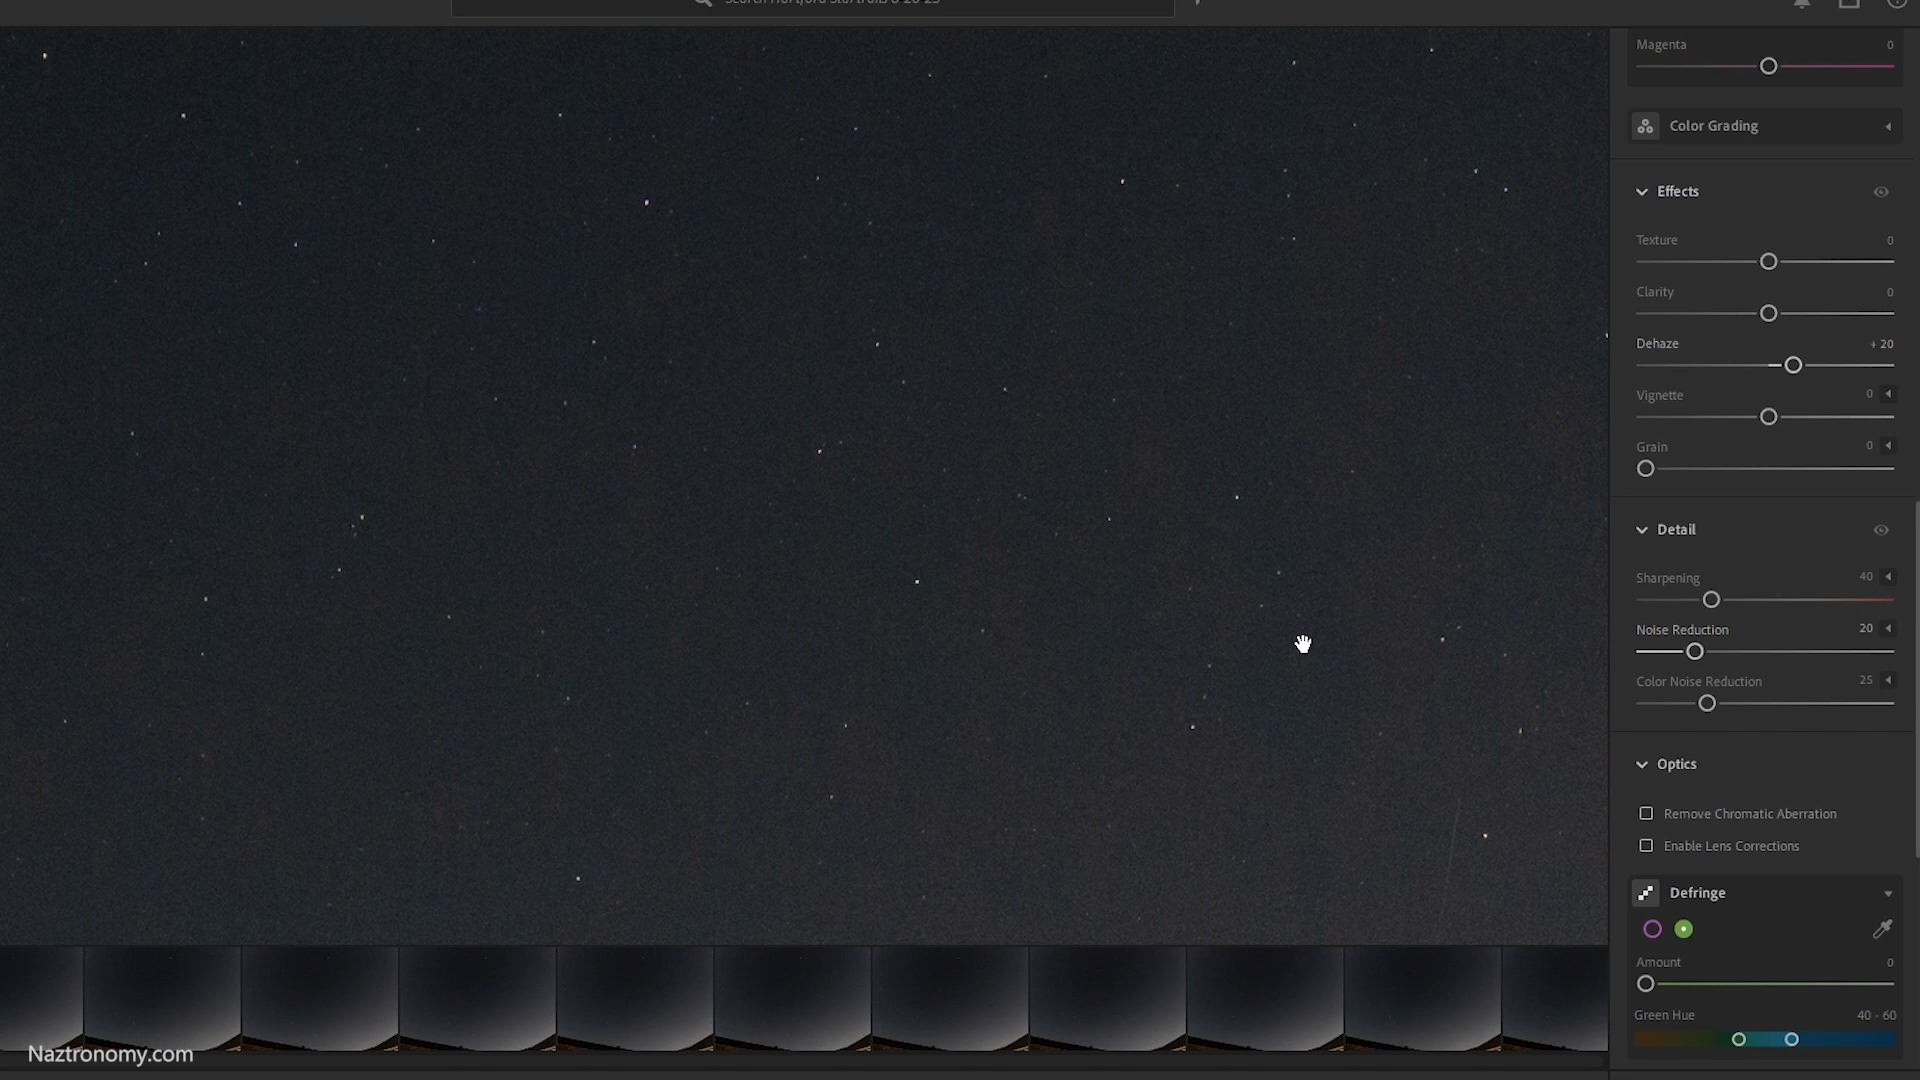 Magenta 0
Color Grading
Effects
Texture 0
Clarity 0
Dehaze + 20
Vignette 0
Grain 0
Detail
Sharpening 40
Noise Reduction 20
Color Noise Reduction 25
Optics
Remove Chromatic Aberration
Enable Lens Corrections
Defringe
Amount 0
Green Hue 40 - 60
Naztronomy.com